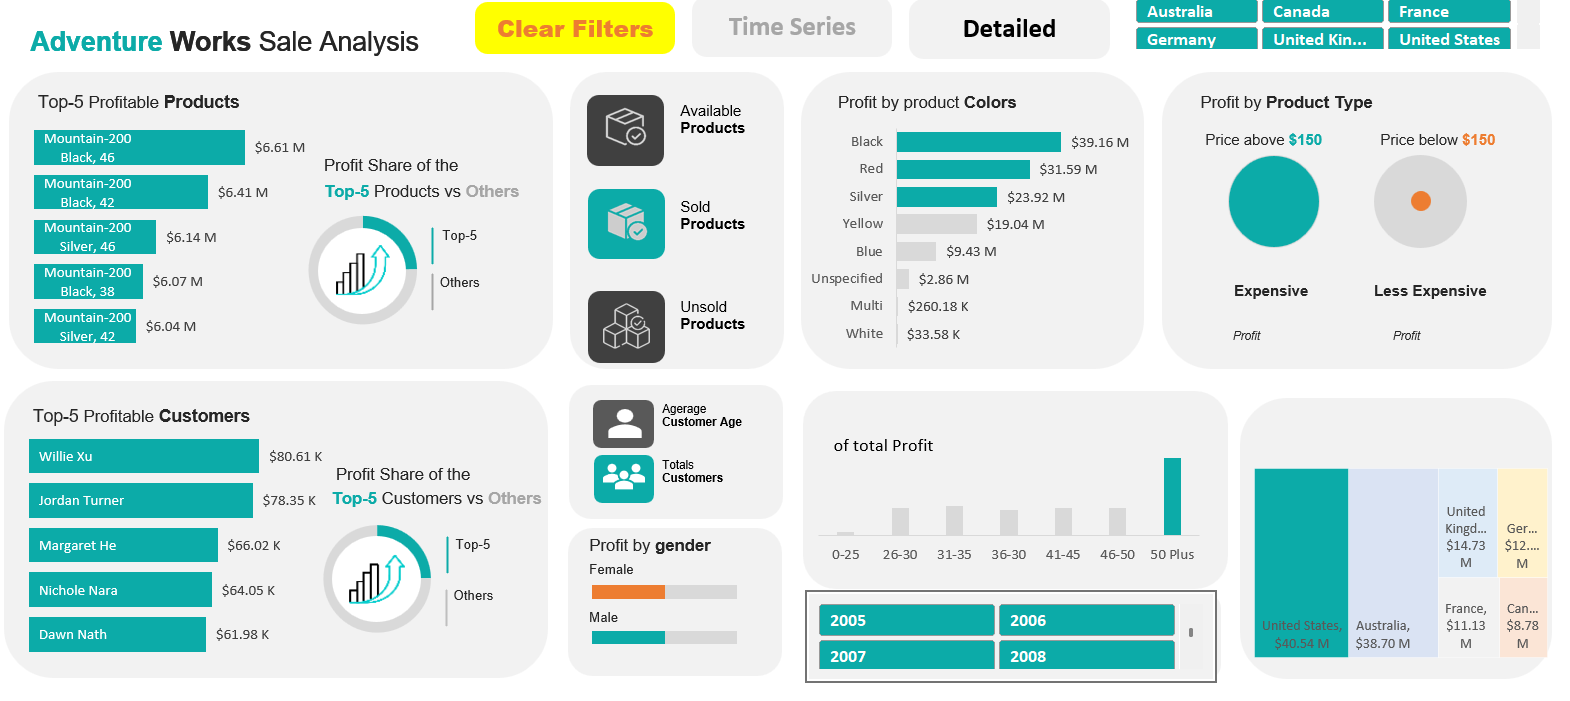 Adventure Works Sale Analysis
Clear Filters
Time Series
Detailed
Australia
Canada
France
Germany
United Kin...
United States
Top-5 Profitable Products
Mountain-200
Black, 46
$6.61 M
Mountain-200
Black, 42
$6.41 M
Mountain-200
Silver, 46
$6.14 M
Mountain-200
Black, 38
$6.07 M
Mountain-200
Silver, 42
$6.04 M
Profit Share of the
Top-5 Products vs Others
Top-5
Others
Available
Products
Sold
Products
Unsold
Products
Profit by product Colors
Black $39.16 M
Red $31.59 M
Silver $23.92 M
Yellow $19.04 M
Blue $9.43 M
Unspecified $2.86 M
Multi $260.18 K
White $33.58 K
Profit by Product Type
Price above $150
Price below $150
Expensive
Less Expensive
Profit
Profit
Top-5 Profitable Customers
Willie Xu $80.61 K
Jordan Turner $78.35 K
Margaret He $66.02 K
Nichole Nara $64.05 K
Dawn Nath $61.98 K
Profit Share of the
Top-5 Customers vs Others
Top-5
Others
Agerage
Customer Age
Totals
Customers
Profit by gender
Female
Male
of total Profit
0-25 26-30 31-35 36-30 41-45 46-50 50 Plus
2005
2006
2007
2008
United States,
$40.54 M
Australia,
$38.70 M
United
Kingd...
$14.73
M
Ger...
$12....
M
France,
$11.13
M
Can...
$8.78
M